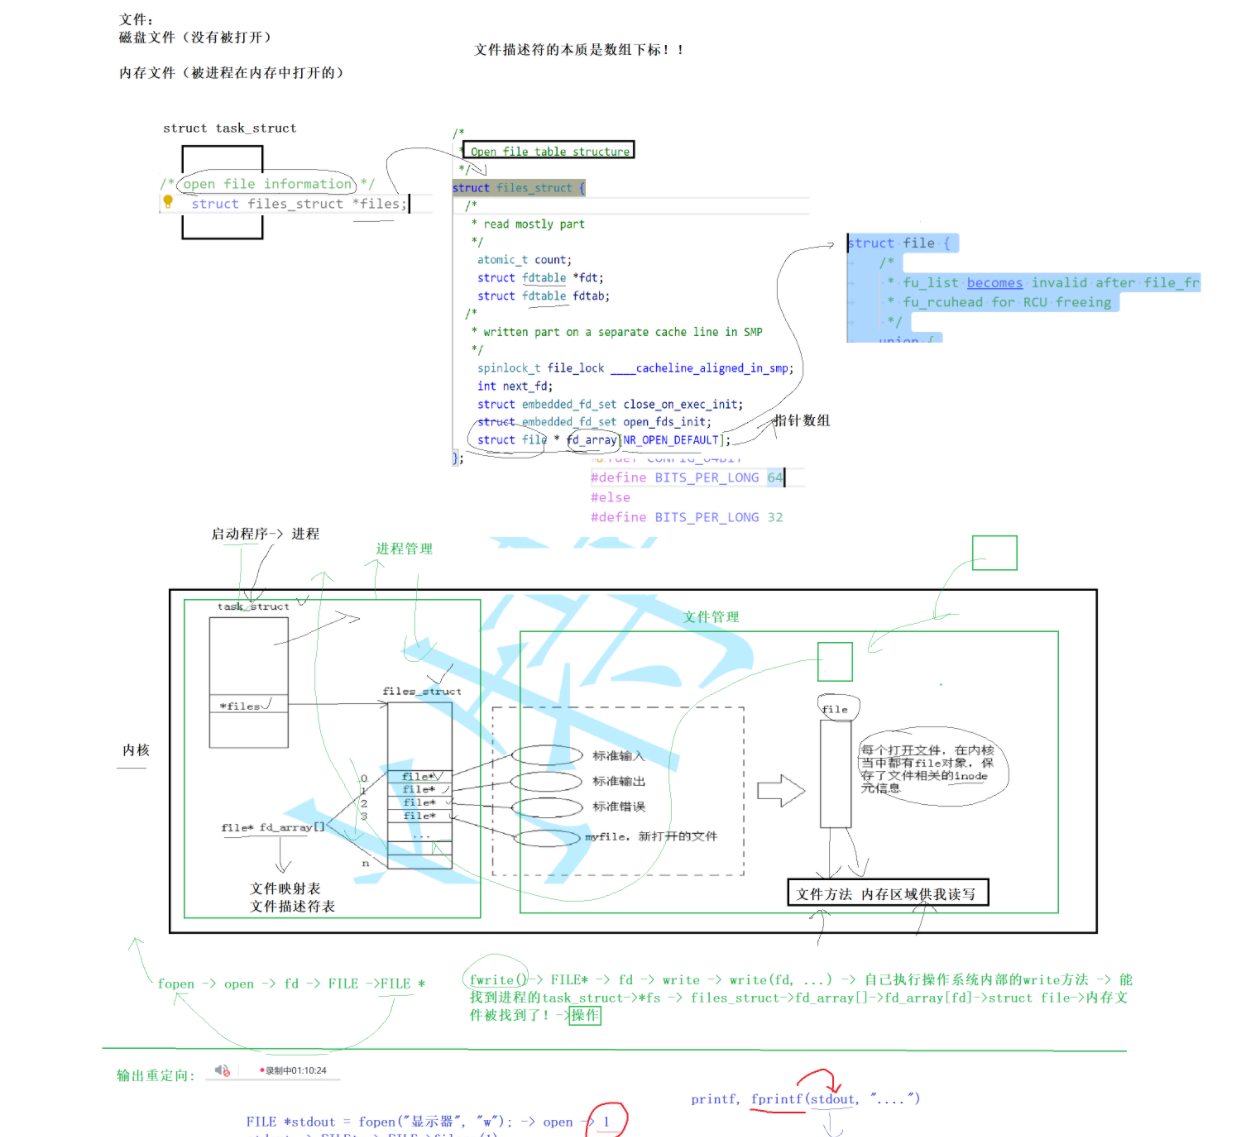 文件：
磁盘文件（没有被打开）
文件描述符的本质是数组下标！！
内存文件（被进程在内存中打开的）
struct task_struct
/* open file information */
struct files_struct *files;
/*
* Open file table structure
*/
struct files_struct {
/*
* read mostly part
*/
atomic_t count;
struct fdtable *fdt;
struct fdtable fdtab;
/*
* written part on a separate cache line in SMP
*/
spinlock_t file_lock ____cacheline_aligned_in_smp;
int next_fd;
struct embedded_fd_set close_on_exec_init;
struct embedded_fd_set open_fds_init;
struct file * fd_array[NR_OPEN_DEFAULT];
};
指针数组
struct file {
/*
* fu_list becomes invalid after file_fr
* fu_rcuhead for RCU freeing
*/
union {
#define BITS_PER_LONG 64
#else
#define BITS_PER_LONG 32
启动程序-> 进程
进程管理
task_struct
文件管理
*files
files_struct
内核
0
1
2
3
n
file*
file*
file*
file*
...
file* fd_array[]
文件映射表
文件描述符表
标准输入
标准输出
标准错误
myfile，新打开的文件
file
每个打开文件，在内核
当中都有file对象，保
存了文件相关的inode
元信息
文件方法 内存区域供我读写
fopen -> open -> fd -> FILE ->FILE *
fwrite()-> FILE* -> fd -> write -> write(fd, ...) -> 自己执行操作系统内部的write方法 -> 能
找到进程的task_struct->*fs -> files_struct->fd_array[]->fd_array[fd]->struct file->内存文
件被找到了！->操作
输出重定向：
录制中01:10:24
printf, fprintf(stdout, "....")
FILE *stdout = fopen("显示器", "w"); -> open -> 1